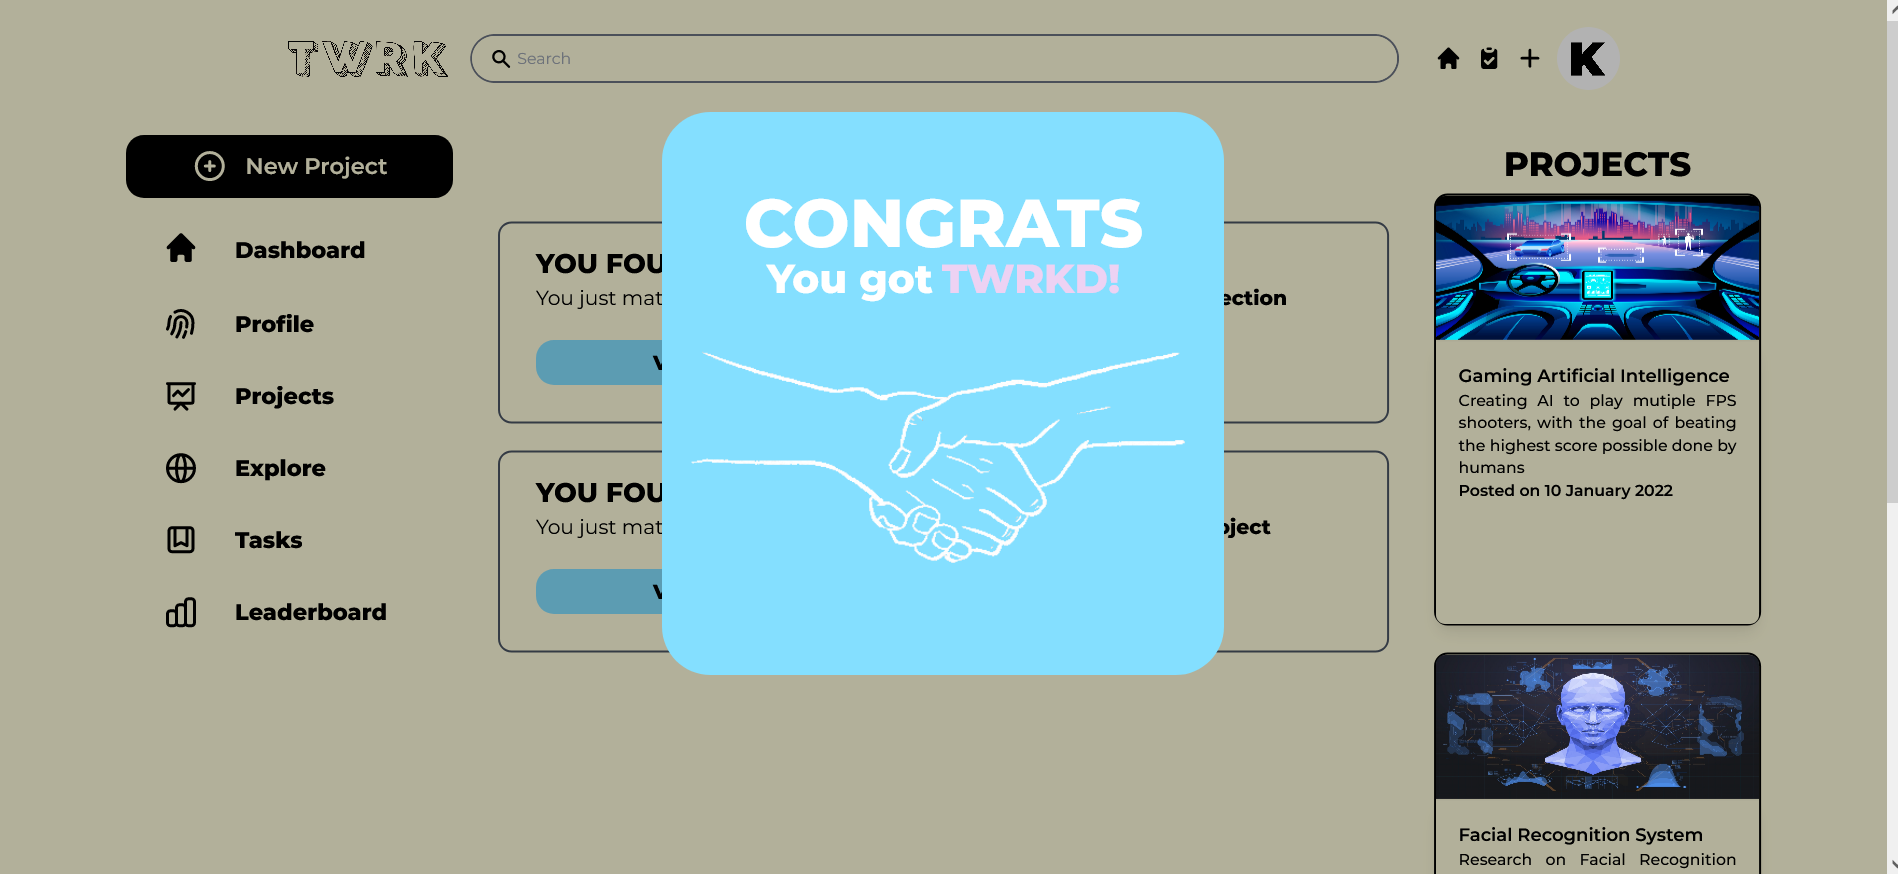 TWRK
Search
K
New Project
Dashboard
Profile
Projects
Explore
Tasks
Leaderboard
YOU FOU
You just mat
ection
V
YOU FOU
You just mat
oject
V
CONGRATS
You got TWRKD!
PROJECTS
Gaming Artificial Intelligence
Creating AI to play mutiple FPS
shooters, with the goal of beating
the highest score possible done by
humans
Posted on 10 January 2022
Facial Recognition System
Research on Facial Recognition